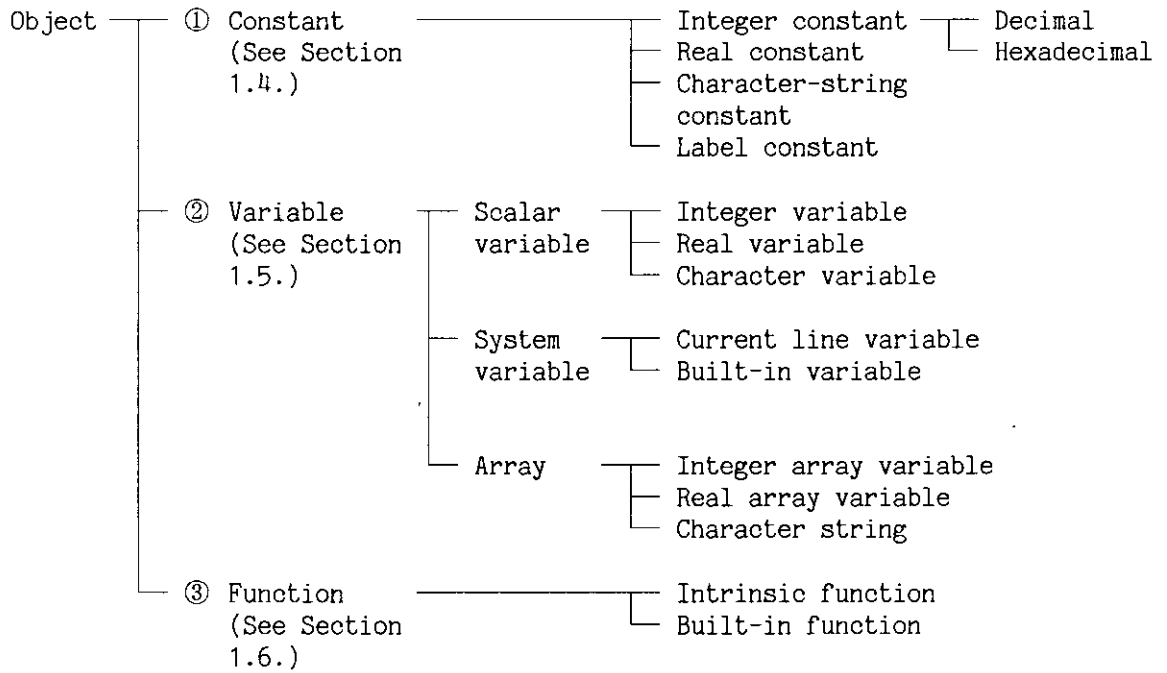 Object ① Constant Integer constant Decimal
(See Section Real constant Hexadecimal
1.4.) Character-string
constant
Label constant
② Variable Scalar Integer variable
(See Section variable Real variable
1.5.) Character variable
System Current line variable
variable Built-in variable
Array Integer array variable
Real array variable
Character string
③ Function Intrinsic function
(See Section Built-in function
1.6.)